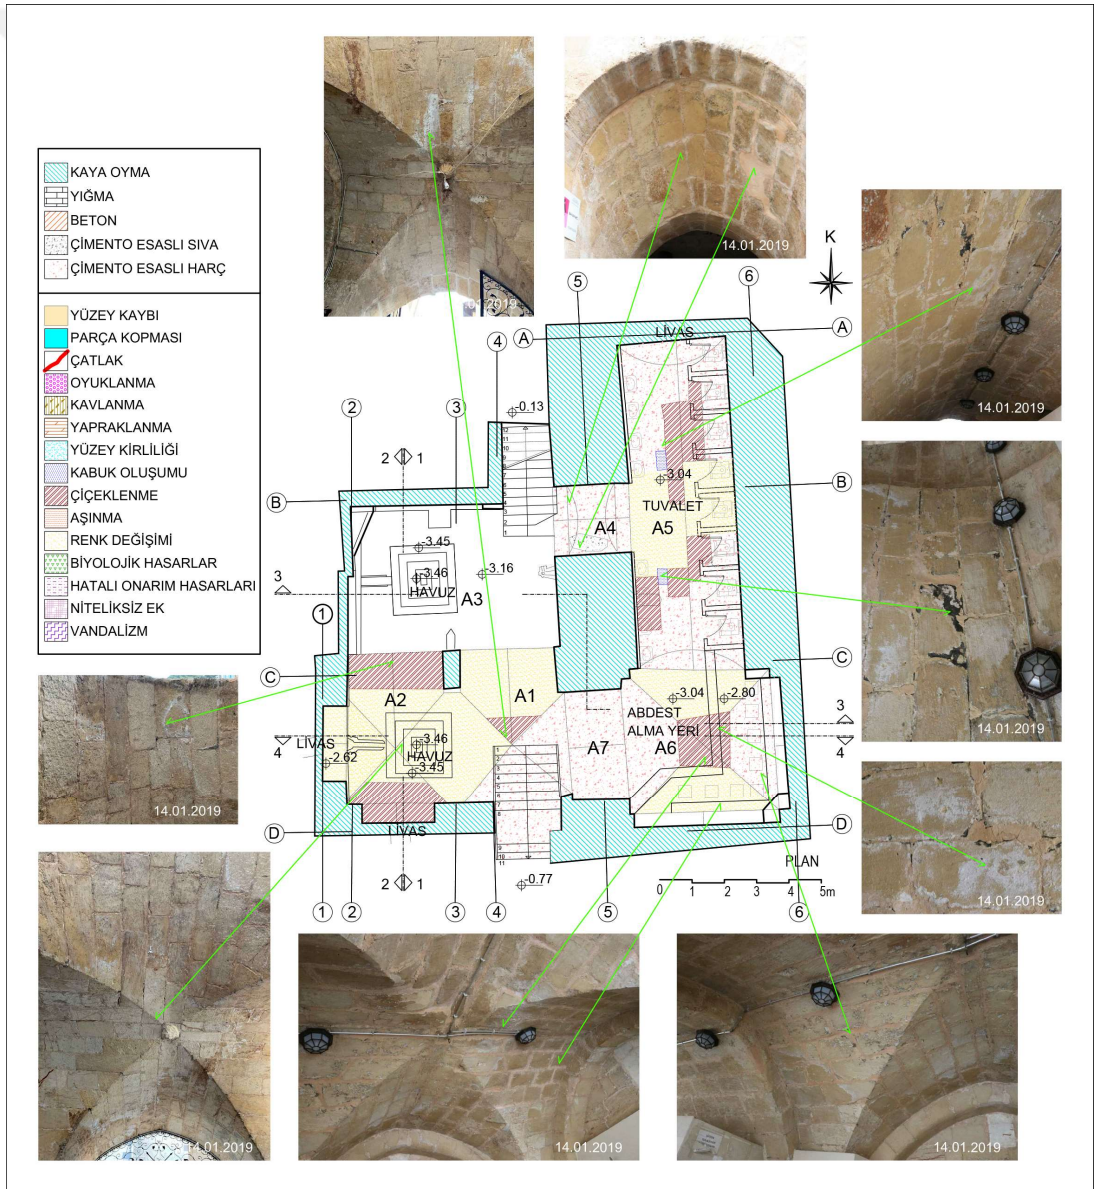 KAYA OYMA
YIĞMA
BETON
ÇİMENTO ESASLI SIVA
ÇİMENTO ESASLI HARÇ
YÜZEY KAYBI
PARÇA KOPMASI
ÇATLAK
OYUKLANMA
KAVLANMA
YAPRAKLANMA
YÜZEY KİRLİLİĞİ
KABUK OLUŞUMU
ÇİÇEKLENME
AŞINMA
RENK DEĞİŞİMİ
BİYOLOJİK HASARLAR
HATALI ONARIM HASARLARI
NİTELİKSİZ EK
VANDALİZM
14.01.2019
K
14.01.2019
5
6
A
LİVAS
A
4
2
3
-0.13
2
1
B
B
-3.04
TUVALET
A4
A5
-3.45
-3.46
HAVUZ
-3.16
A3
3
1
14.01.2019
C
C
A2
A1
-3.04
-2.80
ABDEST
ALMA YERİ
3
4
4
A7
A6
LİVAS
-2.62
-3.46
HAVUZ
-3.45
14.01.2019
D
LİVAS
D
PLAN
2
1
-0.77
0 1 2 3 4 5m
1
2
3
4
5
6
14.01.2019
14.01.2019
14.01.2019
14.01.2019